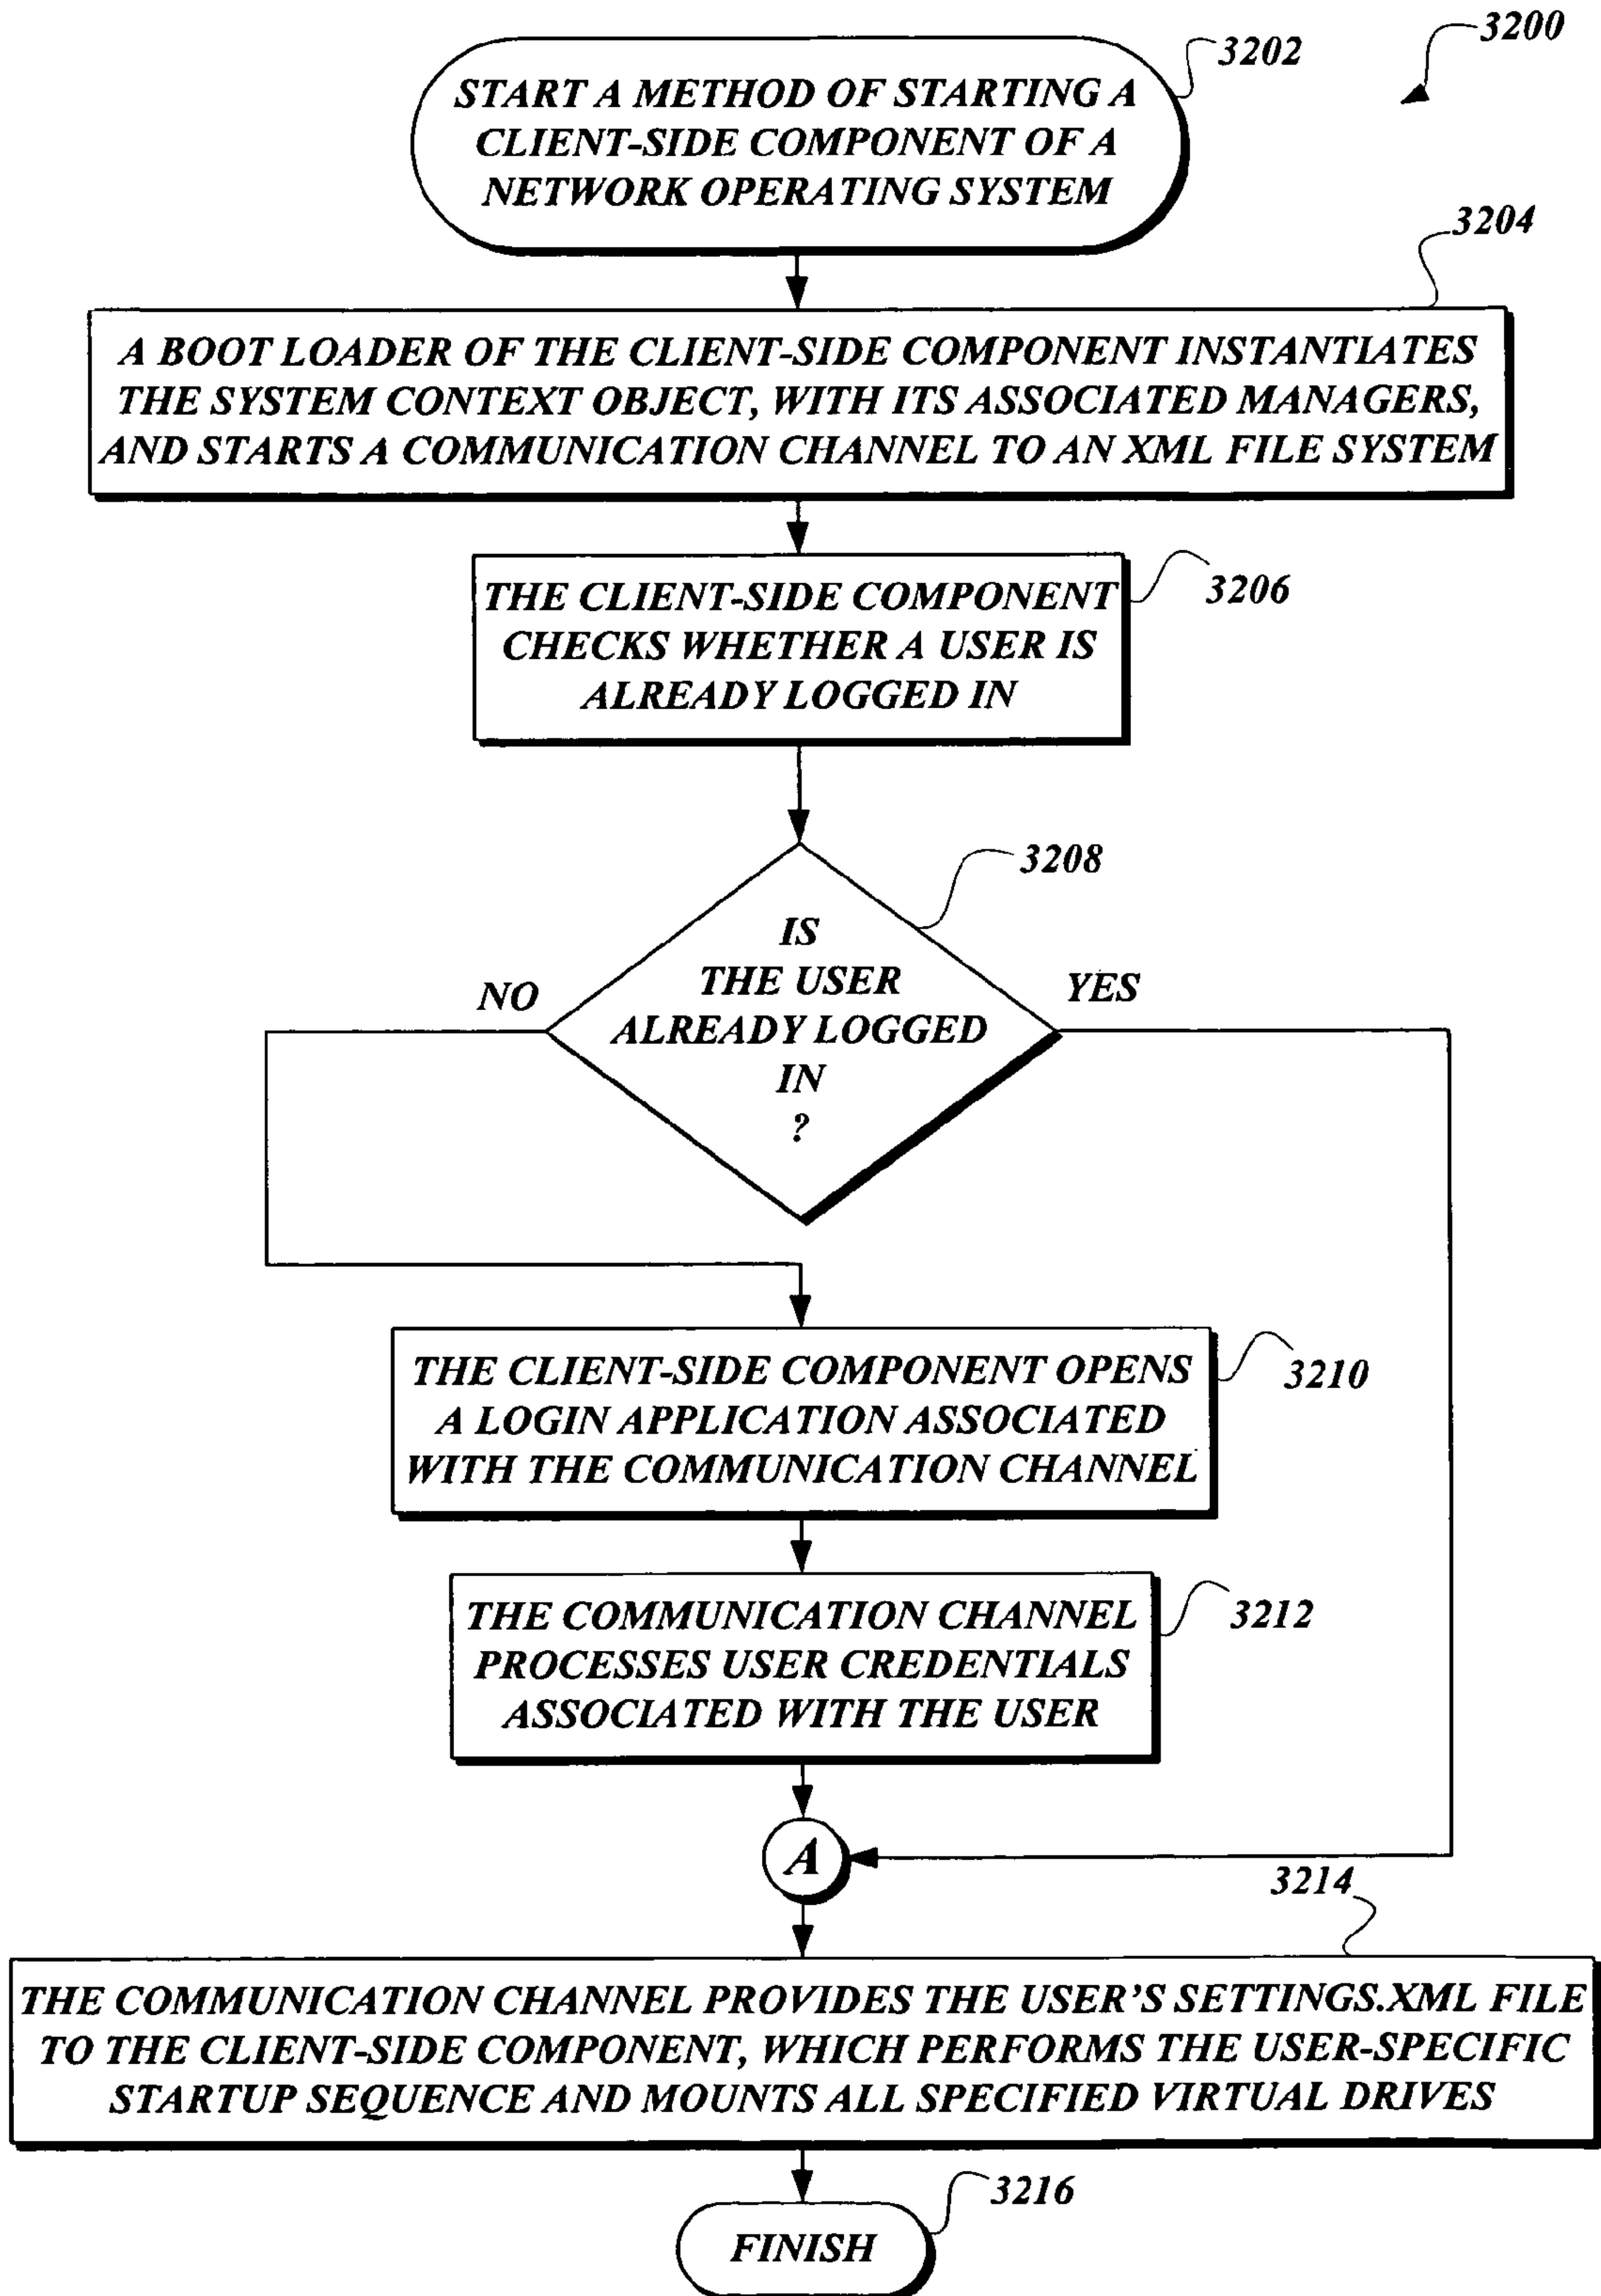 3200
3202
START A METHOD OF STARTING A
CLIENT-SIDE COMPONENT OF A
NETWORK OPERATING SYSTEM
3204
A BOOT LOADER OF THE CLIENT-SIDE COMPONENT INSTANTIATES
THE SYSTEM CONTEXT OBJECT, WITH ITS ASSOCIATED MANAGERS,
AND STARTS A COMMUNICATION CHANNEL TO AN XML FILE SYSTEM
3206
THE CLIENT-SIDE COMPONENT
CHECKS WHETHER A USER IS
ALREADY LOGGED IN
3208
IS
THE USER
ALREADY LOGGED
IN
?
NO
YES
3210
THE CLIENT-SIDE COMPONENT OPENS
A LOGIN APPLICATION ASSOCIATED
WITH THE COMMUNICATION CHANNEL
3212
THE COMMUNICATION CHANNEL
PROCESSES USER CREDENTIALS
ASSOCIATED WITH THE USER
A
3214
THE COMMUNICATION CHANNEL PROVIDES THE USER'S SETTINGS.XML FILE
TO THE CLIENT-SIDE COMPONENT, WHICH PERFORMS THE USER-SPECIFIC
STARTUP SEQUENCE AND MOUNTS ALL SPECIFIED VIRTUAL DRIVES
3216
FINISH